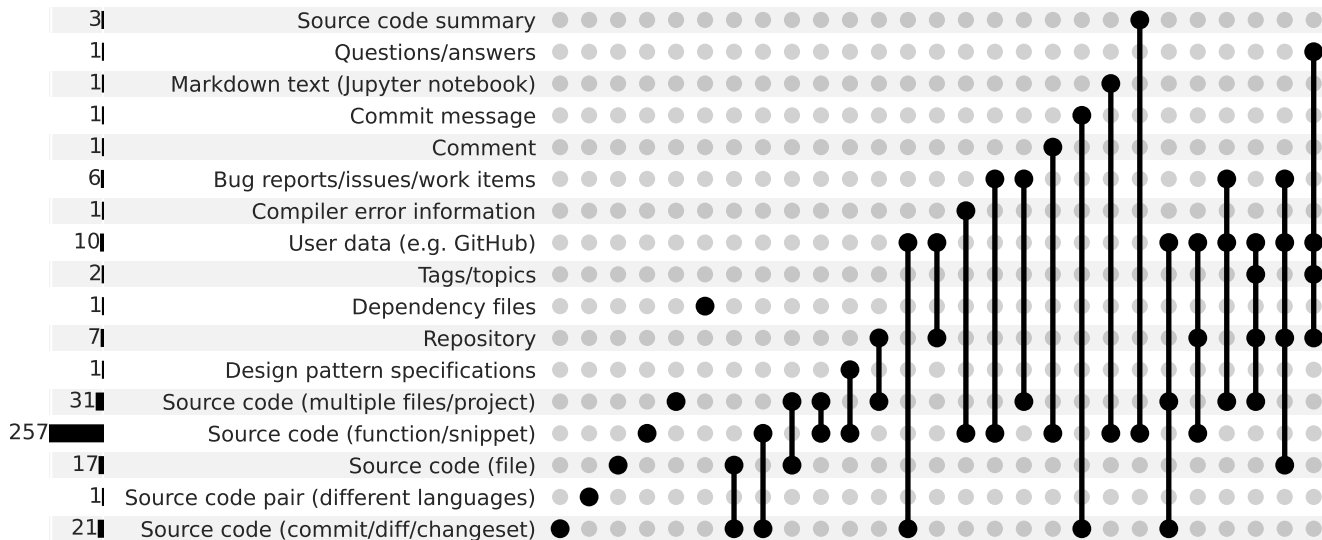 3 Source code summary
1 Questions/answers
1 Markdown text (Jupyter notebook)
1 Commit message
1 Comment
6 Bug reports/issues/work items
1 Compiler error information
10 User data (e.g. GitHub)
2 Tags/topics
1 Dependency files
7 Repository
1 Design pattern specifications
31 Source code (multiple files/project)
257 Source code (function/snippet)
17 Source code (file)
1 Source code pair (different languages)
21 Source code (commit/diff/changeset)